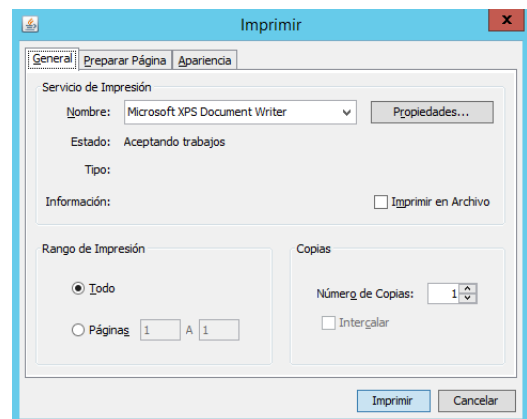 Imprimir
General Preparar Página Apariencia
Servicio de Impresión
Nombre: Microsoft XPS Document Writer Propiedades...
Estado: Aceptando trabajos
Tipo:
Información: Imprimir en Archivo
Rango de Impresión Copias
Todo Número de Copias: 1
Páginas 1 A 1 Intercalar
Imprimir Cancelar